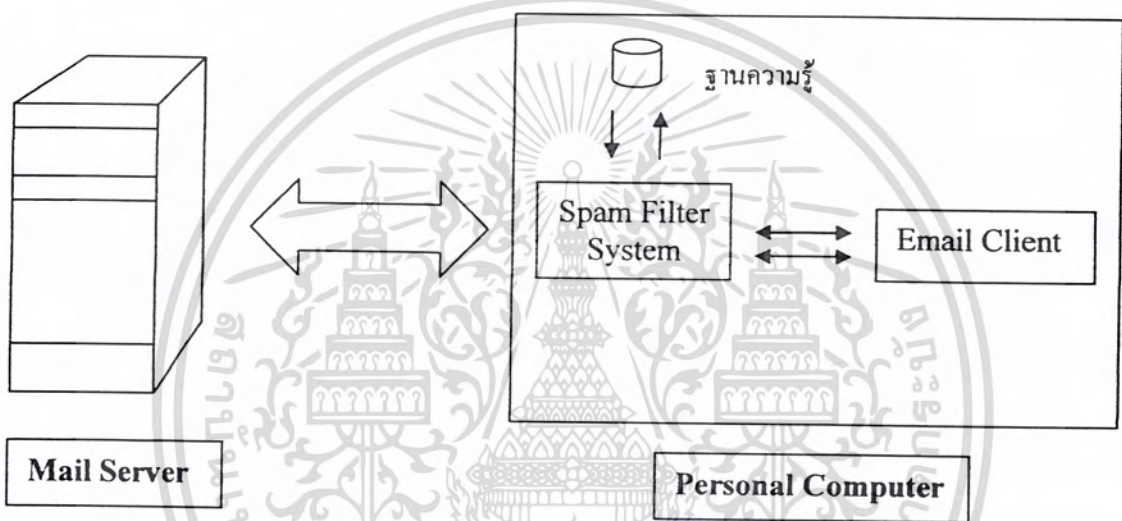 ฐานความรู้
Spam Filter
System
Email Client
Mail Server
Personal Computer